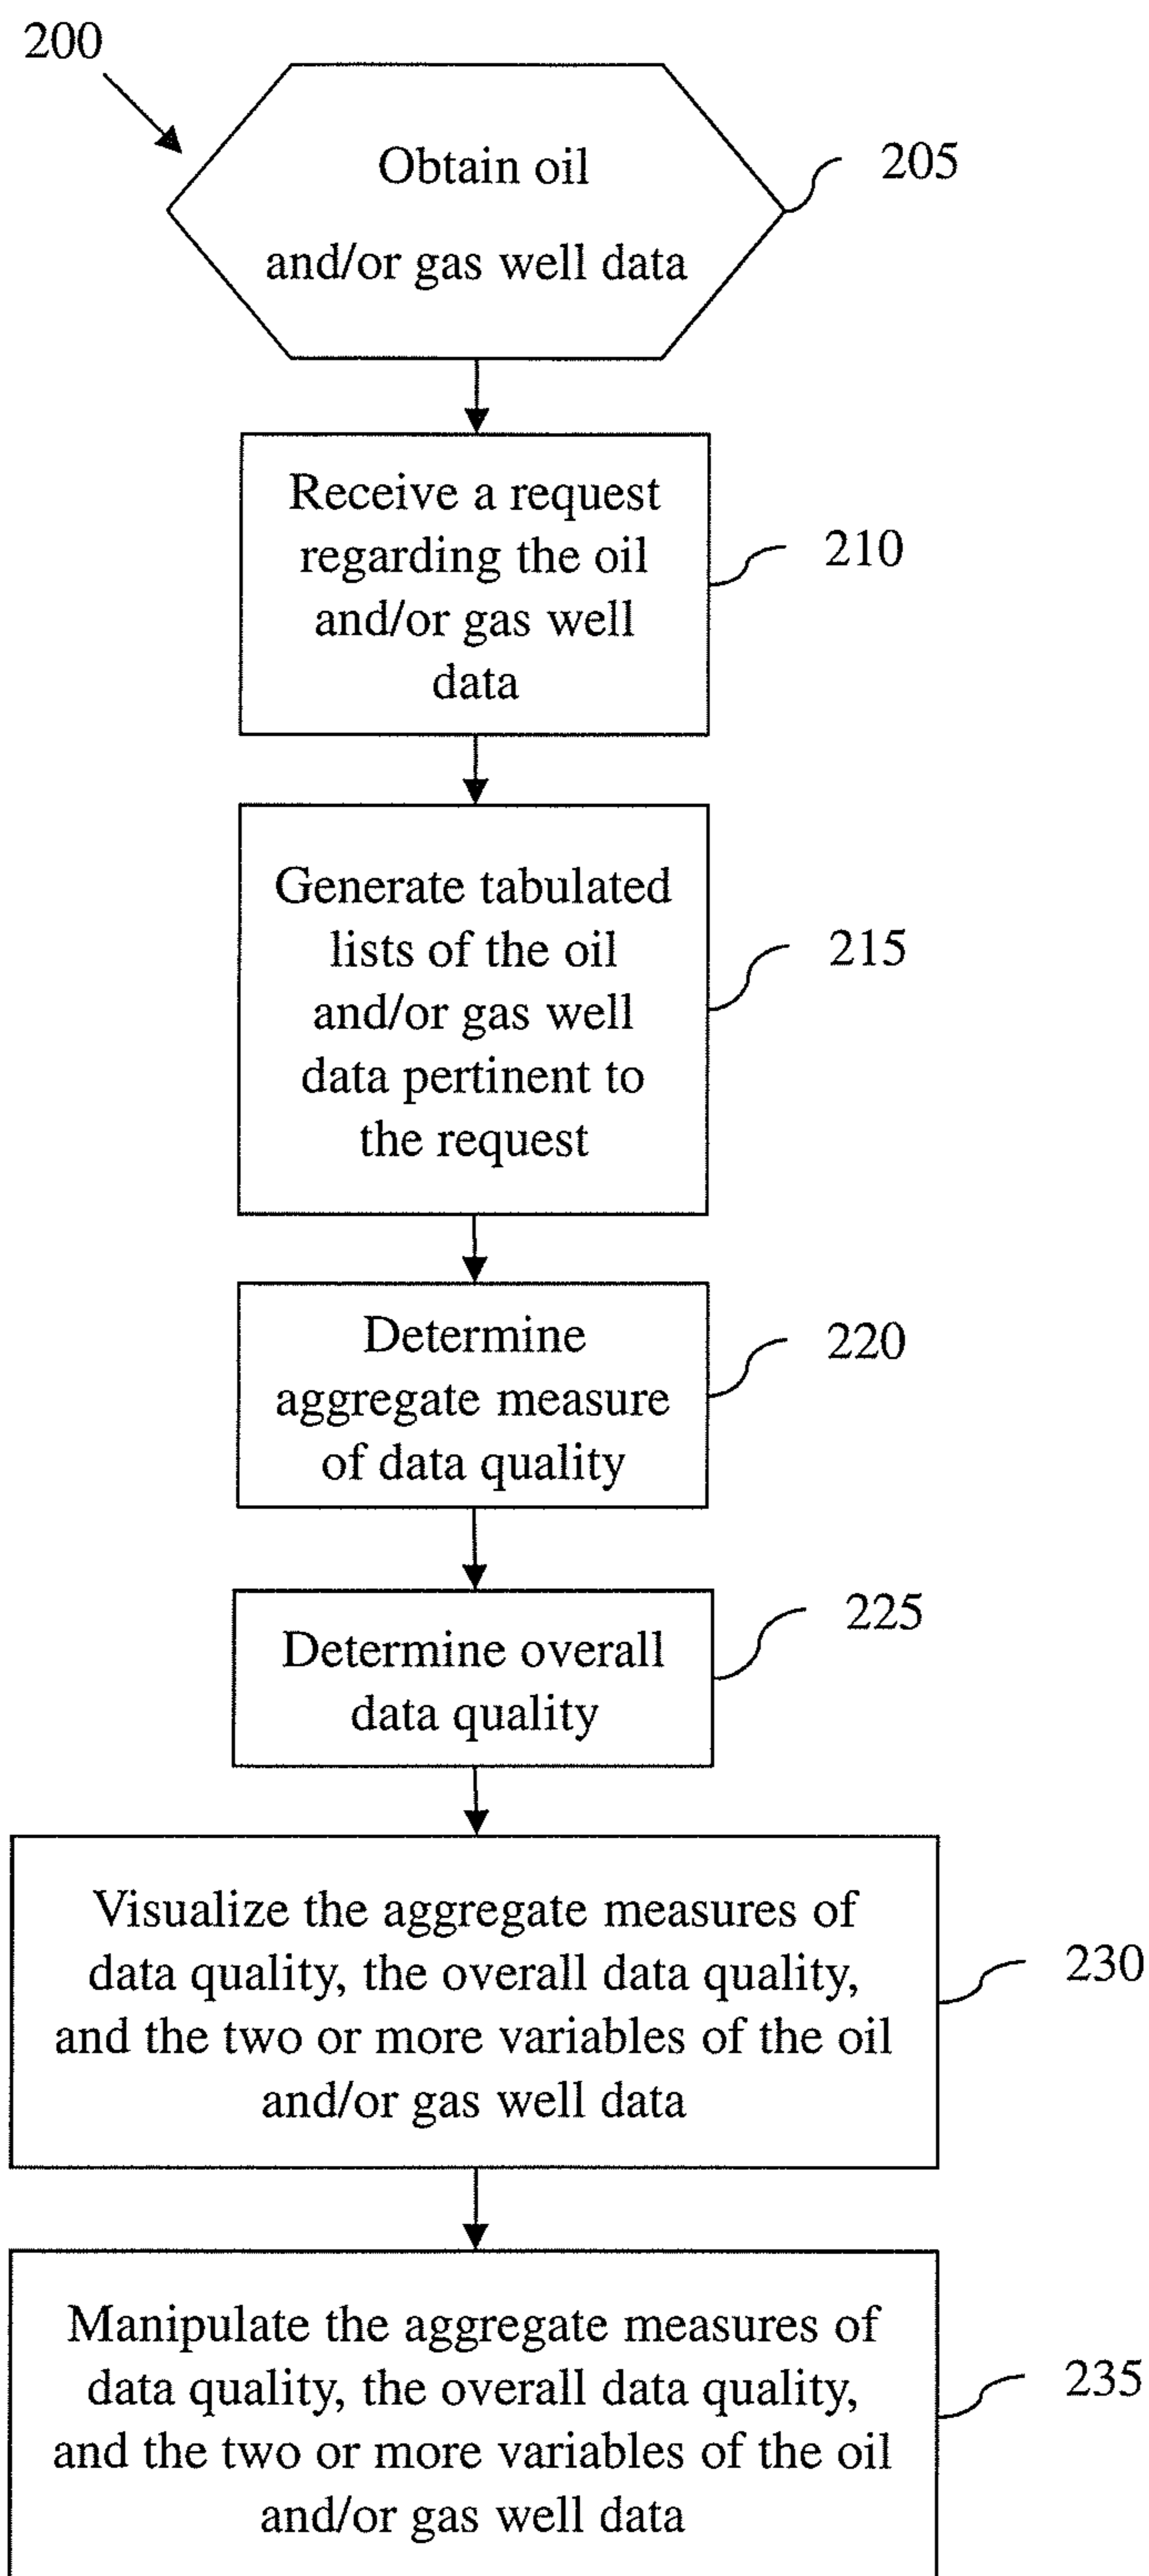 200
Obtain oil
and/or gas well data
205
Receive a request
regarding the oil
and/or gas well
data
210
Generate tabulated
lists of the oil
and/or gas well
data pertinent to
the request
215
Determine
aggregate measure
of data quality
220
Determine overall
data quality
225
Visualize the aggregate measures of
data quality, the overall data quality,
and the two or more variables of the oil
and/or gas well data
230
Manipulate the aggregate measures of
data quality, the overall data quality,
and the two or more variables of the oil
and/or gas well data
235